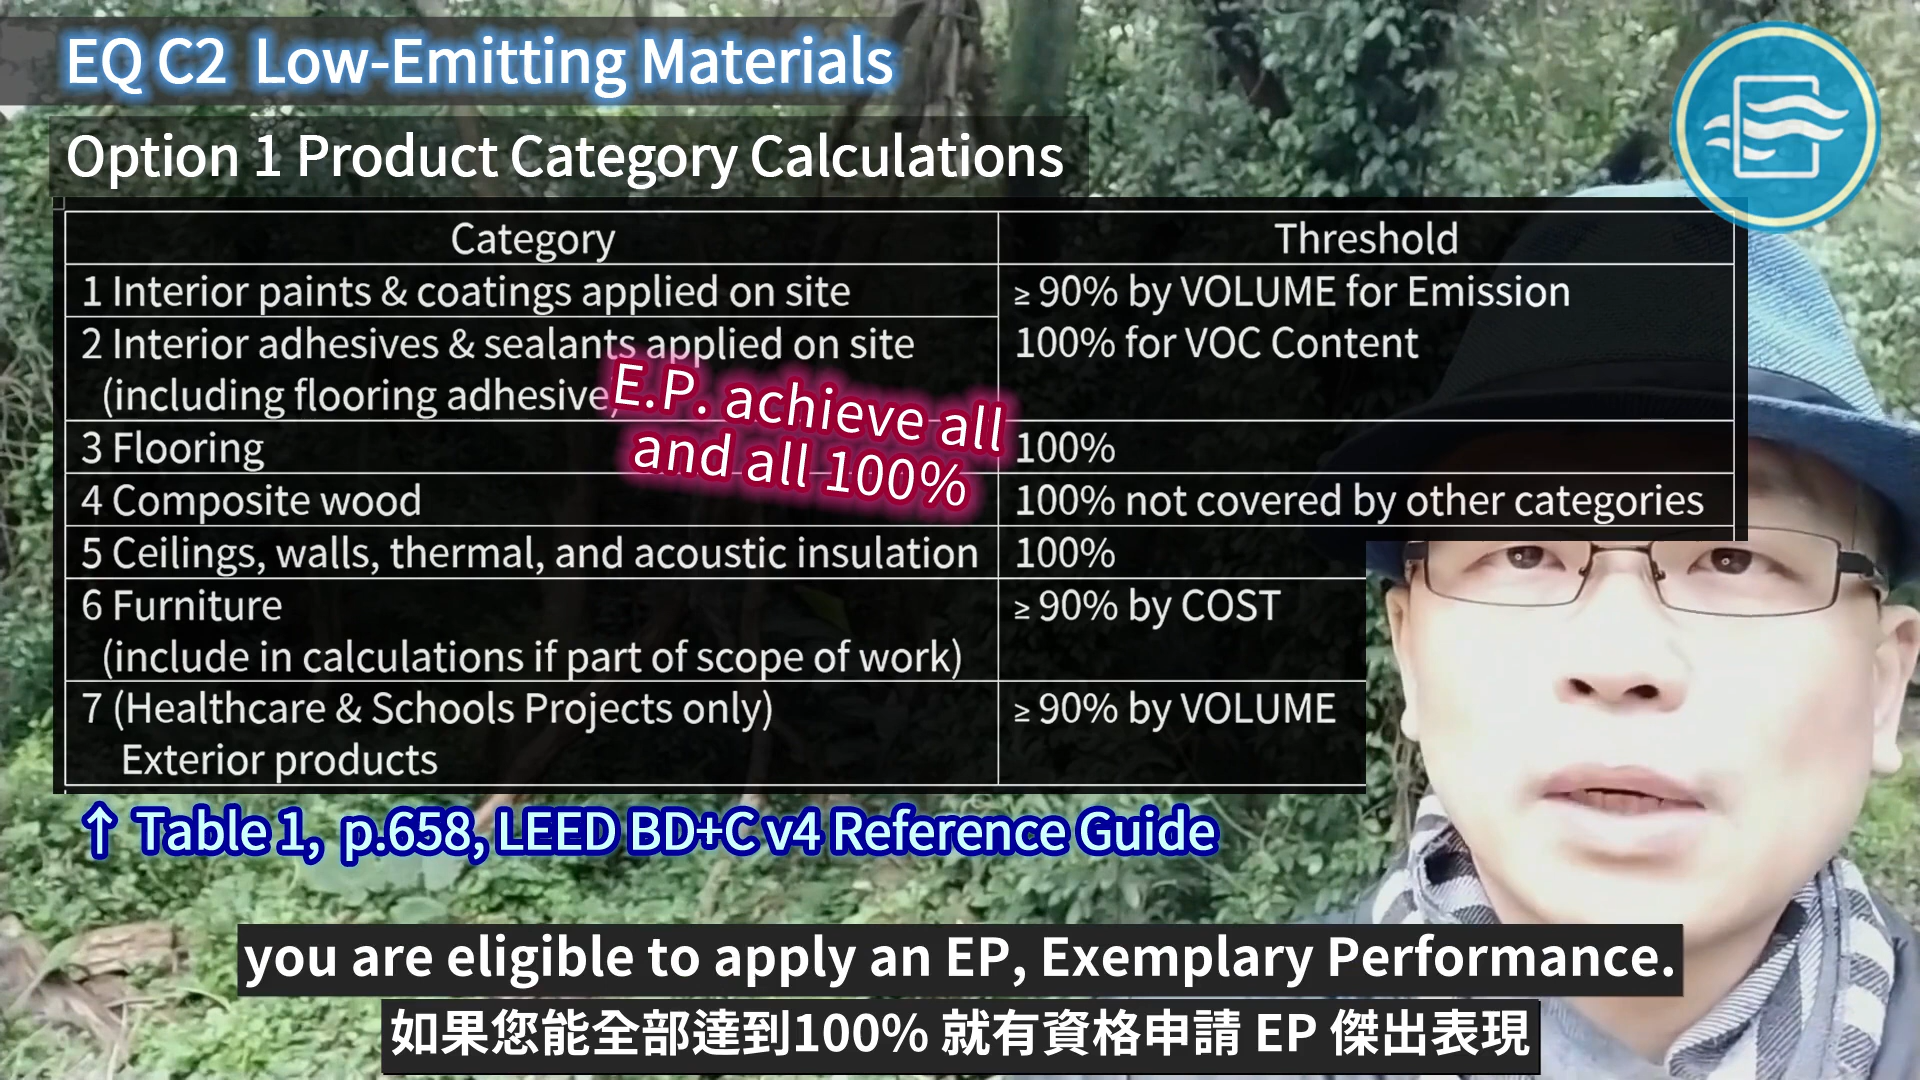 EQ C2 Low-Emitting Materials
Option 1 Product Category Calculations
Category
Threshold
1 Interior paints & coatings applied on site
≥ 90% by VOLUME for Emission
2 Interior adhesives & sealants applied on site
100% for VOC Content
(including flooring adhesive)
E.P. achieve all
and all 100%
3 Flooring
100%
4 Composite wood
100% not covered by other categories
5 Ceilings, walls, thermal, and acoustic insulation
100%
6 Furniture
≥ 90% by COST
(include in calculations if part of scope of work)
7 (Healthcare & Schools Projects only)
≥ 90% by VOLUME
Exterior products
↑ Table 1, p.658, LEED BD+C v4 Reference Guide
you are eligible to apply an EP, Exemplary Performance.
如果您能全部達到100% 就有資格申請 EP 傑出表現